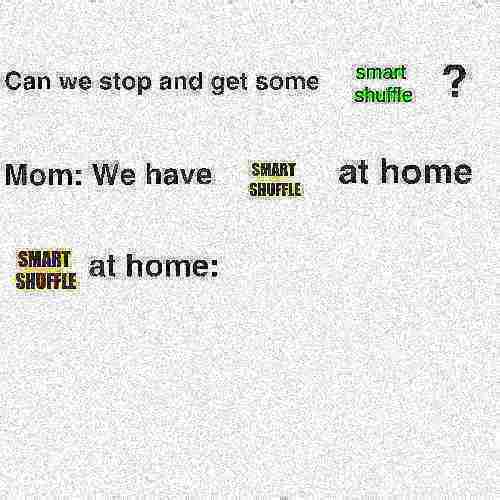 Can we stop and get some smart shuffle ?
Mom: We have SMART SHUFFLE at home
SMART SHUFFLE at home: